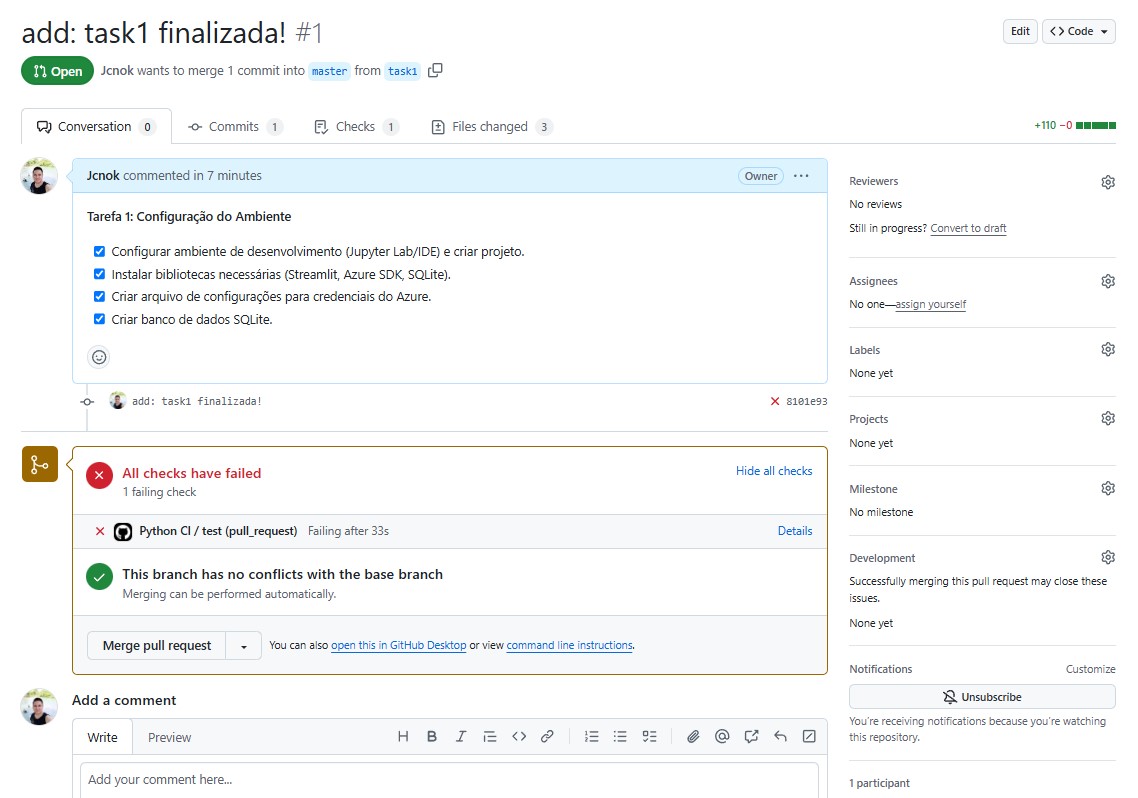 add: task1 finalizada! #1
Edit
Code
Open
Jcnok wants to merge 1 commit into master from task1
Conversation 0
Commits 1
Checks 1
Files changed 3
+110 −0
Jcnok commented in 7 minutes
Owner
Tarefa 1: Configuração do Ambiente
Configurar ambiente de desenvolvimento (Jupyter Lab/IDE) e criar projeto.
Instalar bibliotecas necessárias (Streamlit, Azure SDK, SQLite).
Criar arquivo de configurações para credenciais do Azure.
Criar banco de dados SQLite.
add: task1 finalizada!
8101e93
All checks have failed
1 failing check
Hide all checks
Python CI / test (pull_request) Failing after 33s
Details
This branch has no conflicts with the base branch
Merging can be performed automatically.
Merge pull request
You can also open this in GitHub Desktop or view command line instructions.
Add a comment
Write
Preview
Add your comment here...
Reviewers
No reviews
Still in progress? Convert to draft
Assignees
No one—assign yourself
Labels
None yet
Projects
None yet
Milestone
No milestone
Development
Successfully merging this pull request may close these
issues.
None yet
Notifications
Customize
Unsubscribe
You're receiving notifications because you're watching
this repository.
1 participant